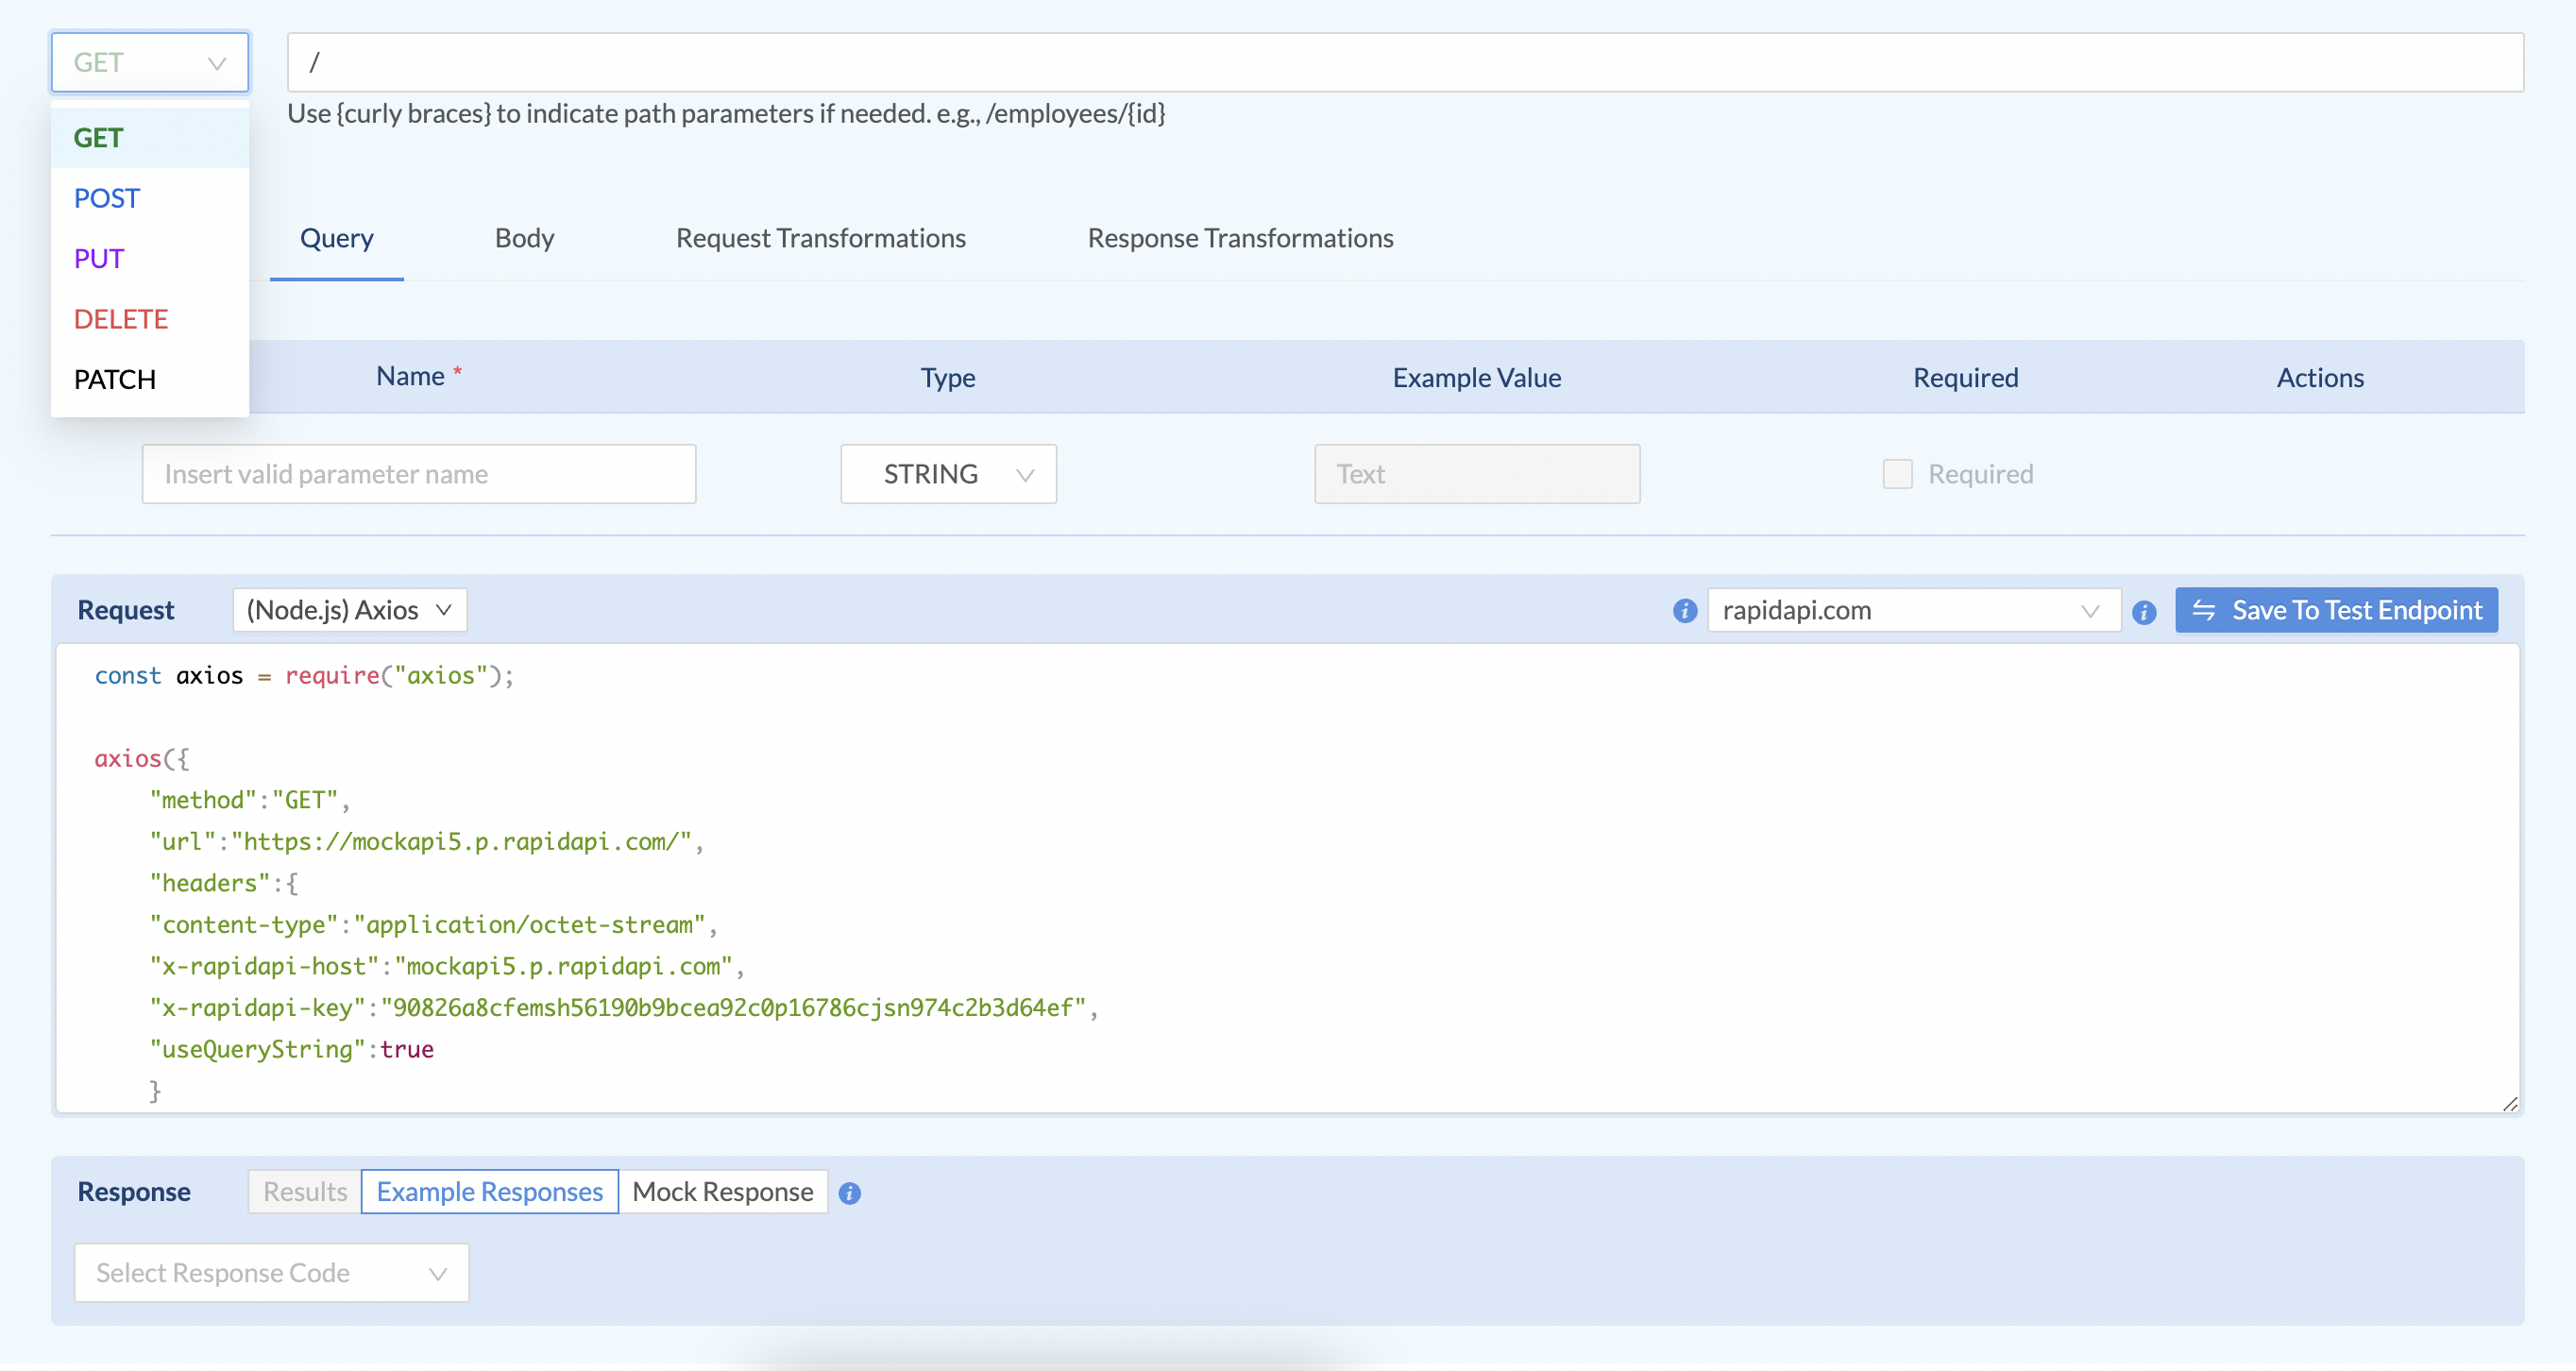 GET
/
Use {curly braces} to indicate path parameters if needed. e.g., /employees/{id}
GET
POST
PUT
DELETE
PATCH
Query Body Request Transformations Response Transformations
Name * Type Example Value Required Actions
Insert valid parameter name STRING Text Required
Request (Node.js) Axios rapidapi.com Save To Test Endpoint
const axios = require("axios");
axios({
"method":"GET",
"url":"https://mockapi5.p.rapidapi.com/",
"headers":{
"content-type":"application/octet-stream",
"x-rapidapi-host":"mockapi5.p.rapidapi.com",
"x-rapidapi-key":"90826a8cfemsh56190b9bcea92c0p16786cjsn974c2b3d64ef",
"useQueryString":true
}
Response Results Example Responses Mock Response
Select Response Code